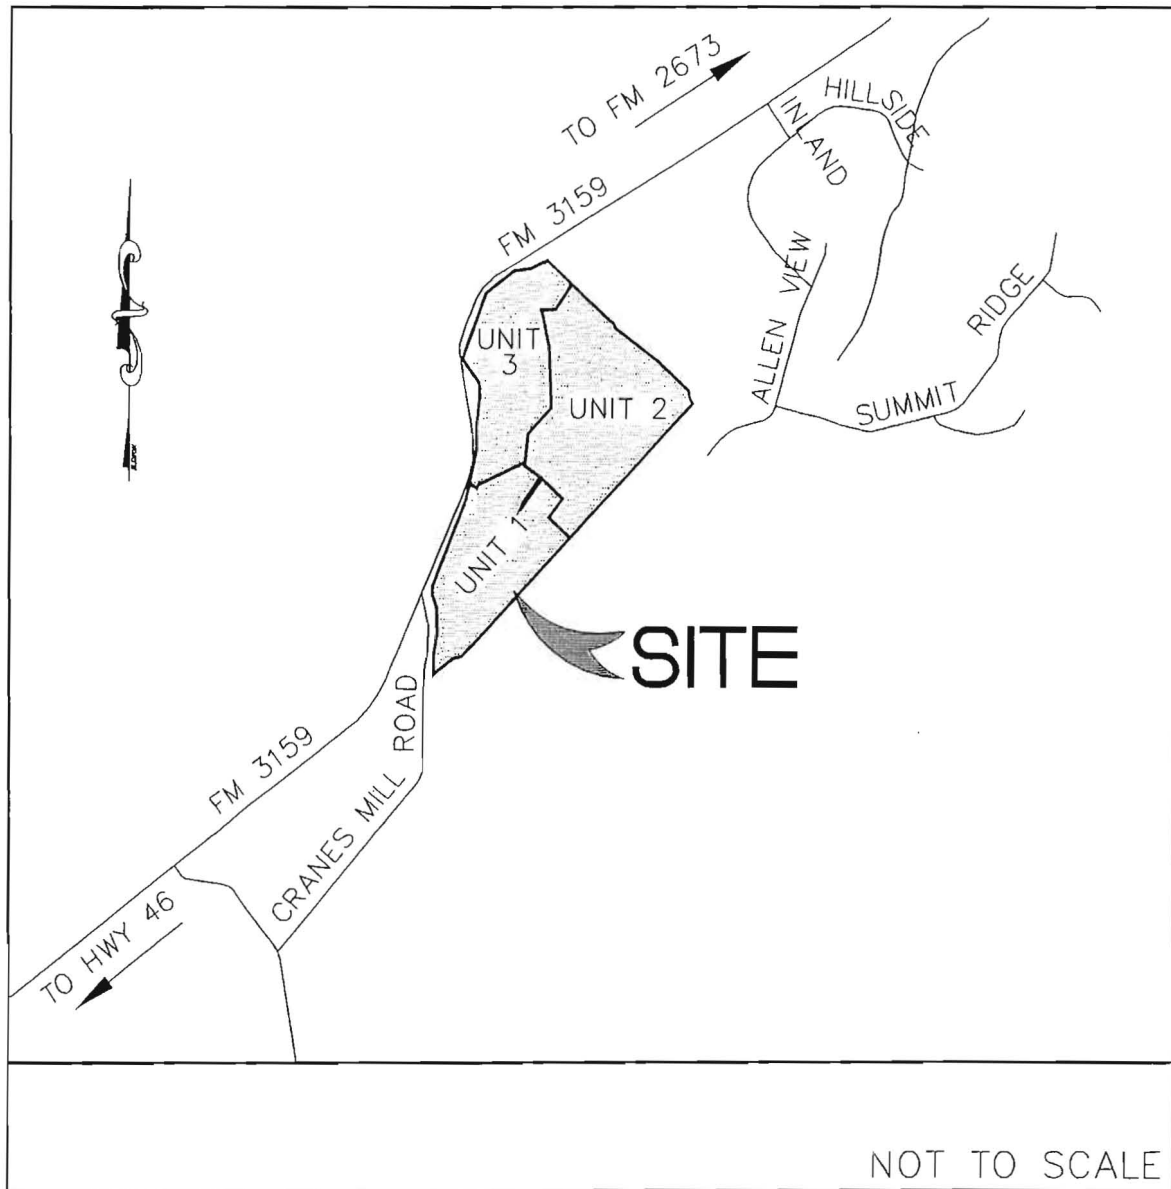 TO FM 2673
HILLSIDE
INLAND
FM 3159
ALLEN VIEW
RIDGE
SUMMIT
UNIT
3
UNIT 2
UNIT 1
SITE
FM 3159
CRANES MILL ROAD
TO HWY 46
NOT TO SCALE